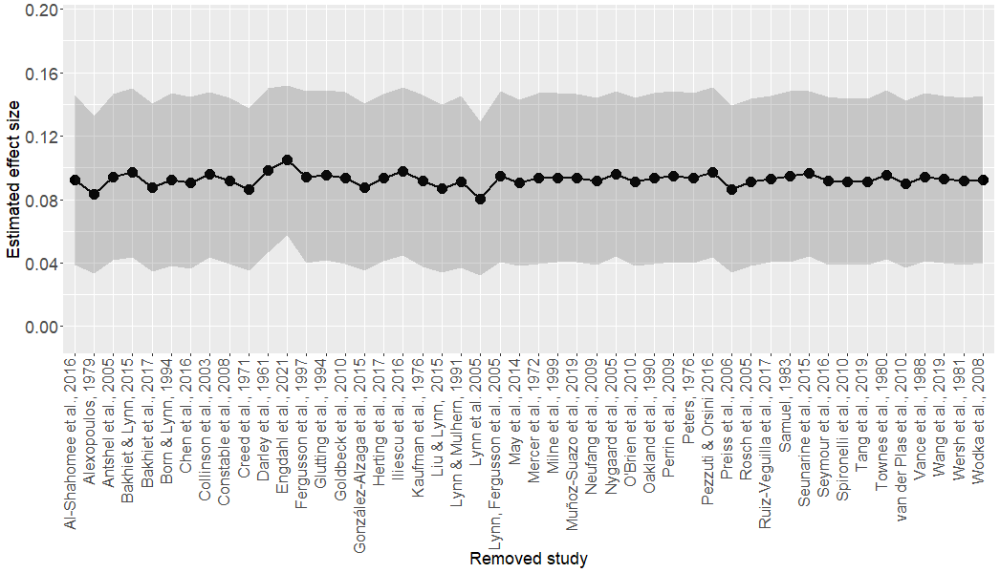 Estimated effect size
0.20
0.16
0.12
0.08
0.04
0.00
Al-Shahomee et al., 2016
Alexopoulos, 1979
Antshel et al., 2005
Bakhiet & Lynn, 2015
Bakhiet et al., 2017
Born & Lynn, 1994
Chen et al., 2016
Collinson et al., 2003
Constable et al., 2008
Creed et al., 1971
Darley et al., 1961
Engdahl et al., 2021
Fergusson et al., 1997
Glutting et al., 1994
Goldbeck et al., 2010
González-Alzaga et al., 2015
Herting et al., 2017
Iliescu et al., 2016
Kaufman et al., 1976
Liu & Lynn, 2015
Lynn & Mulhern, 1991
Lynn et al., 2005
Lynn, Fergusson et al., 2005
May et al., 2014
Mercer et al., 1972
Milne et al., 1999
Muñoz-Suazo et al., 2019
Neufang et al., 2009
Nygaard et al., 2005
O'Brien et al., 2010
Oakland et al., 1990
Perrin et al., 2009
Peters, 1976
Pezzuti & Orsini 2016
Preiss et al., 2006
Rosch et al., 2005
Ruiz-Veguilla et al., 2017
Samuel, 1983
Seunarine et al., 2015
Seymour et al., 2016
Spironelli et al., 2010
Tang et al., 2019
Townes et al., 1980
van der Plas et al., 2010
Vance et al., 1988
Wang et al., 2019
Wersh et al., 1981
Wodka et al., 2008
Removed study